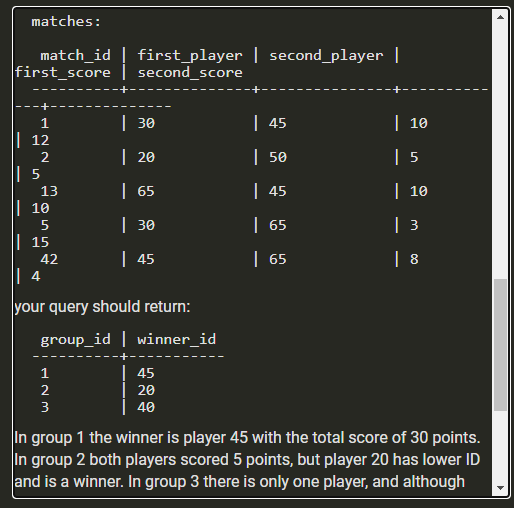 matches:
match_id | first_player | second_player |
first_score | second_score
----------+--------------+---------------+----------
---+--------------
1 | 30 | 45 | 10
| 12
2 | 20 | 50 | 5
| 5
13 | 65 | 45 | 10
| 10
5 | 30 | 65 | 3
| 15
42 | 45 | 65 | 8
| 4
your query should return:
group_id | winner_id
----------+-----------
1 | 45
2 | 20
3 | 40
In group 1 the winner is player 45 with the total score of 30 points.
In group 2 both players scored 5 points, but player 20 has lower ID
and is a winner. In group 3 there is only one player, and although